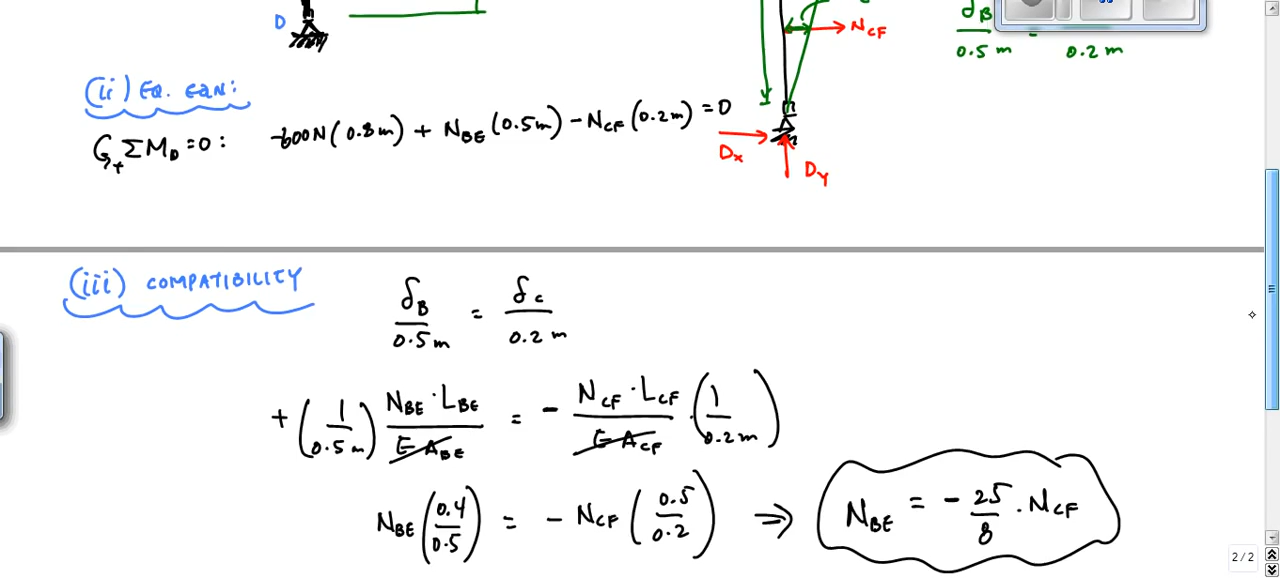 D
N_CF
δ_B / 0.5 m = / 0.2 m
(ii) EQ. EQN:
↺+ ΣM_D = 0 : -600N (0.8m) + N_BE (0.5m) - N_CF (0.2m) = 0
D_x
D_y
(iii) COMPATIBILITY
δ_B / 0.5 m = δ_C / 0.2 m
+ (1 / 0.5 m) N_BE · L_BE / E A_BE = - N_CF · L_CF / E A_CF · (1 / 0.2 m)
N_BE (0.4 / 0.5) = - N_CF (0.5 / 0.2) ⇒ N_BE = - 25/8 · N_CF
2 / 2